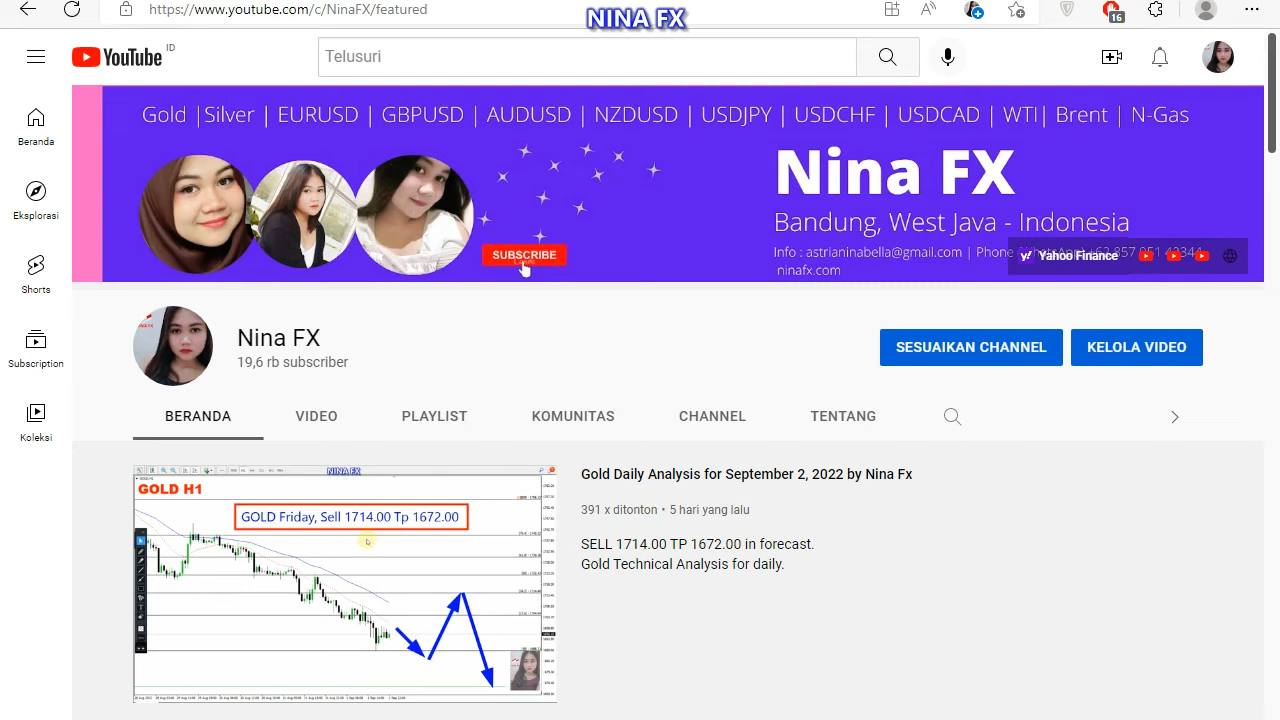 https://www.youtube.com/c/NinaFX/featured
NINA FX
16
YouTube ID
Telusuri
Beranda
Eksplorasi
Shorts
Subscription
Koleksi
Gold |Silver | EURUSD | GBPUSD | AUDUSD | NZDUSD | USDJPY | USDCHF | USDCAD | WTI| Brent | N-Gas
Nina FX
Bandung, West Java - Indonesia
SUBSCRIBE
Info : astrianinabella@gmail.com | Phone
Yahoo Finance
ninafx.com
Nina FX
19,6 rb subscriber
SESUAIKAN CHANNEL
KELOLA VIDEO
BERANDA VIDEO PLAYLIST KOMUNITAS CHANNEL TENTANG
NINA FX
GOLD H1
GOLD Friday, Sell 1714.00 Tp 1672.00
Gold Daily Analysis for September 2, 2022 by Nina Fx
391 x ditonton • 5 hari yang lalu
SELL 1714.00 TP 1672.00 in forecast.
Gold Technical Analysis for daily.